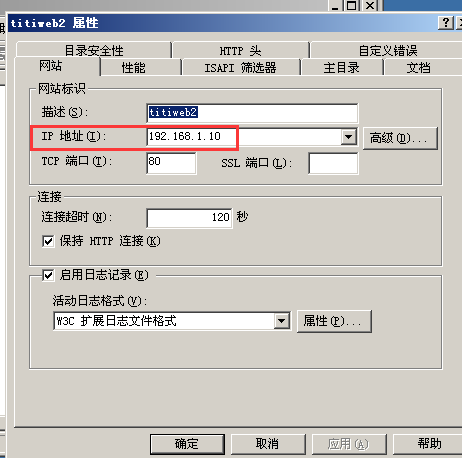 titiweb2 属性
目录安全性 HTTP 头 自定义错误
网站 性能 ISAPI 筛选器 主目录 文档
网站标识
描述(S): titiweb2
IP 地址(I): 192.168.1.10 高级(D)...
TCP 端口(T): 80 SSL 端口(L):
连接
连接超时(N): 120 秒
保持 HTTP 连接(K)
启用日志记录(E)
活动日志格式(V):
W3C 扩展日志文件格式 属性(P)...
确定 取消 应用(A) 帮助